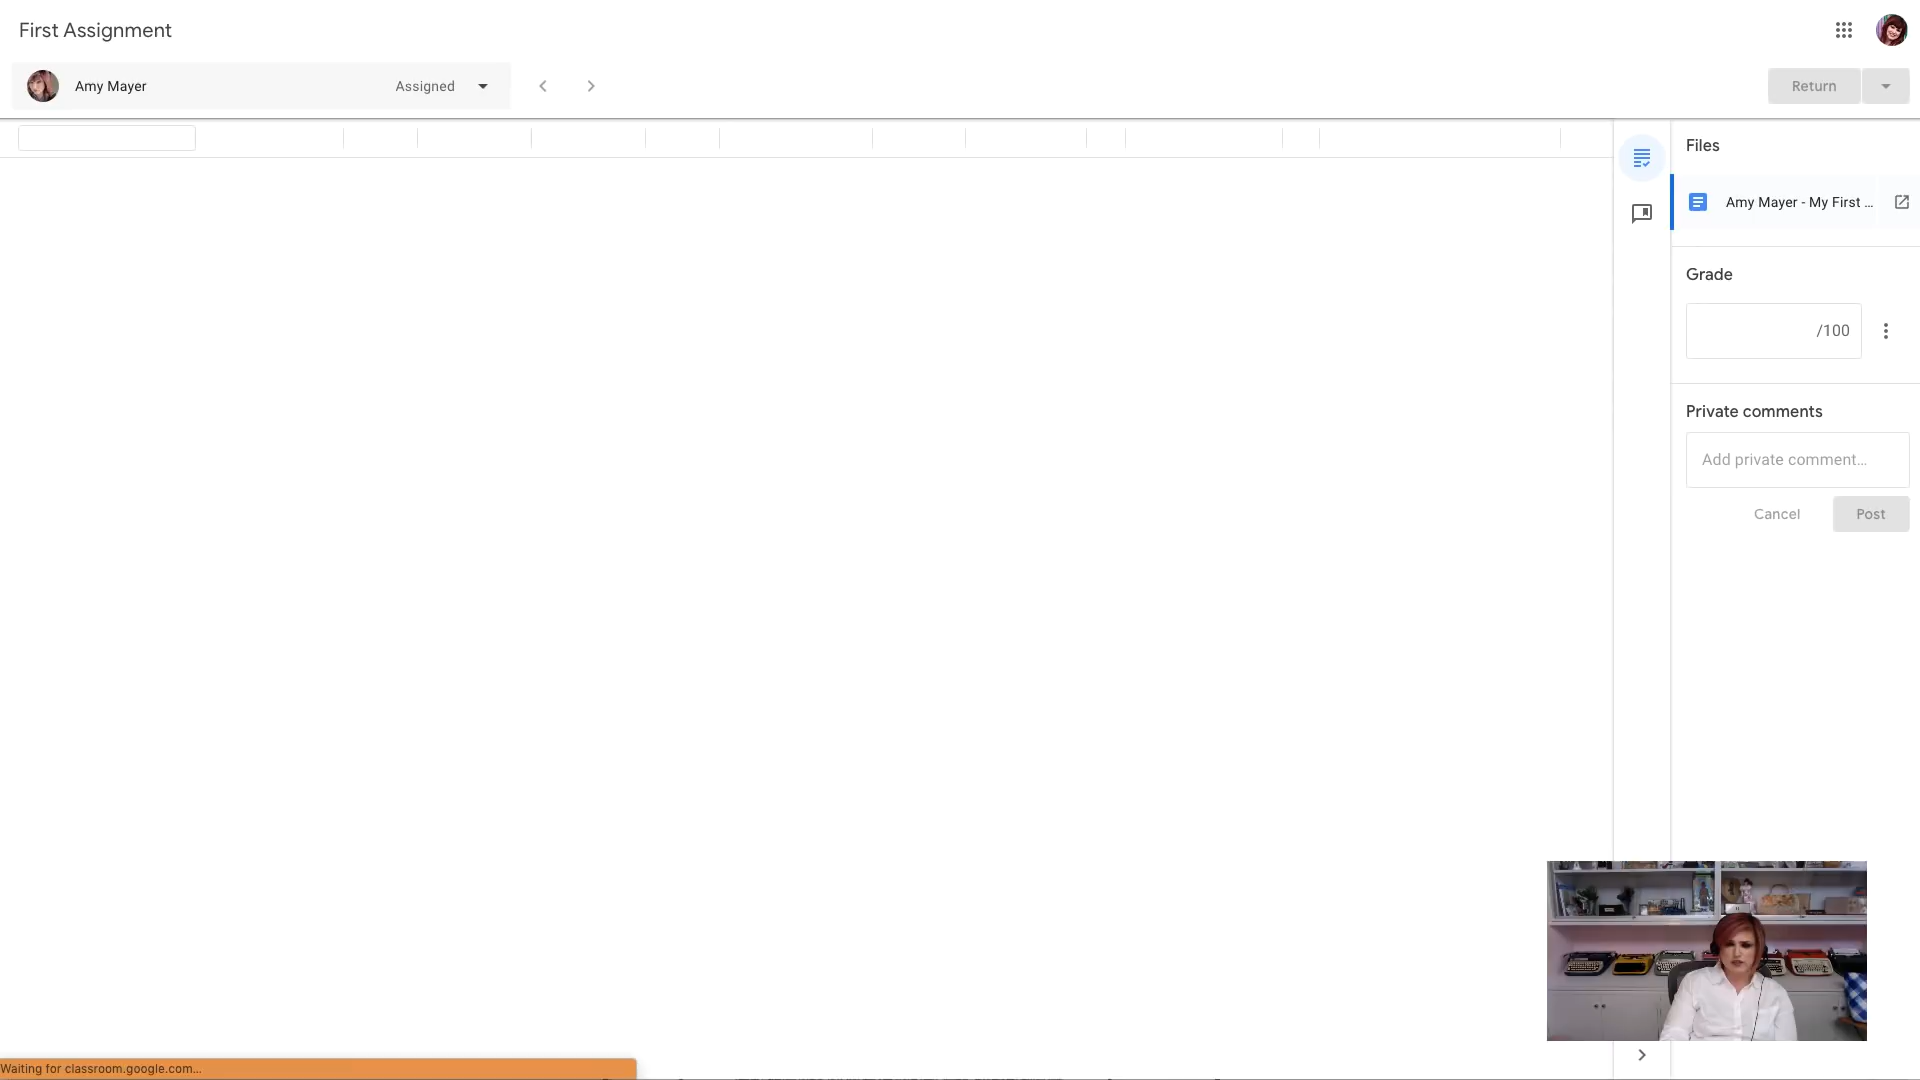 First Assignment
Amy Mayer
Assigned
Return
Files
Amy Mayer - My First ...
Grade
/100
Private comments
Add private comment...
Cancel
Post
Waiting for classroom.google.com...